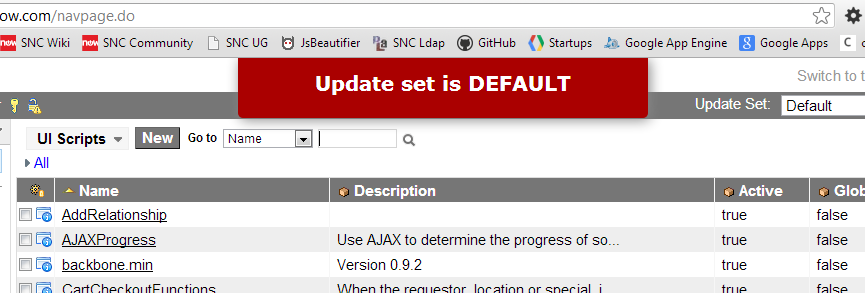 ow.com/navpage.do
now SNC Wiki now SNC Community SNC UG JsBeautifier SNC Ldap GitHub Startups Google App Engine 8 Google Apps C
Update set is DEFAULT
Switch to t
Update Set: Default
UI Scripts New Go to Name
All
Name Description Active Glob
AddRelationship true false
AJAXProgress Use AJAX to determine the progress of so... true false
backbone.min Version 0.9.2 true false
CartCheckoutFunctions When the requestor, location or special_i true false